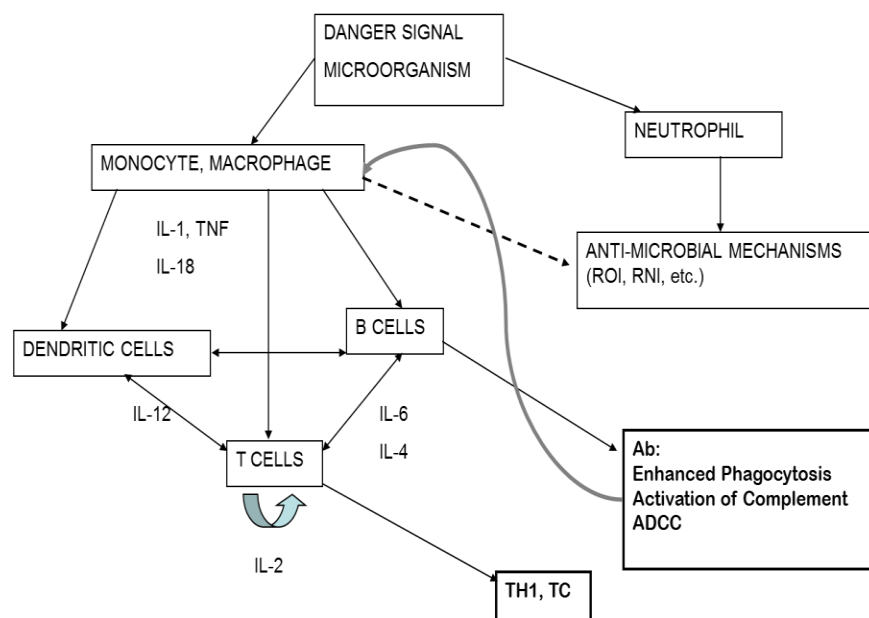 DANGER SIGNAL
MICROORGANISM
NEUTROPHIL
MONOCYTE, MACROPHAGE
IL-1, TNF
IL-18
ANTI-MICROBIAL MECHANISMS
(ROI, RNI, etc.)
B CELLS
DENDRITIC CELLS
IL-12
IL-6
IL-4
T CELLS
Ab:
Enhanced Phagocytosis
Activation of Complement
ADCC
IL-2
TH1, TC